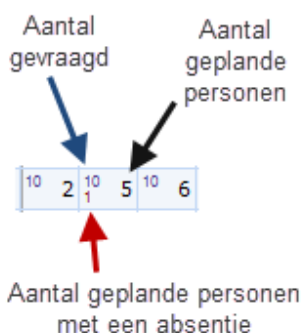 Aantal
gevraagd
Aantal
geplande
personen
10 2 10 5 10 6
1
Aantal geplande personen
met een absentie